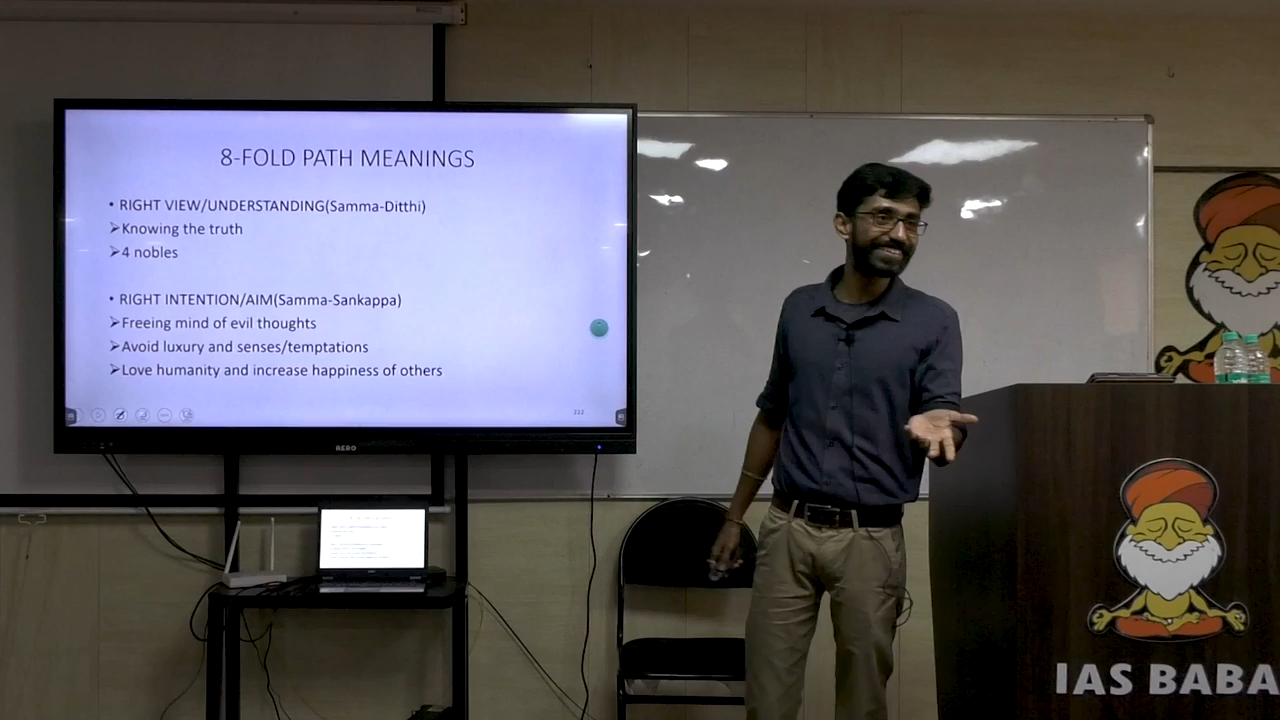 8-FOLD PATH MEANINGS
• RIGHT VIEW/UNDERSTANDING(Samma-Ditthi)
➢Knowing the truth
➢4 nobles
• RIGHT INTENTION/AIM(Samma-Sankappa)
➢Freeing mind of evil thoughts
➢Avoid luxury and senses/temptations
➢Love humanity and increase happiness of others
222
AERO
IAS BABA